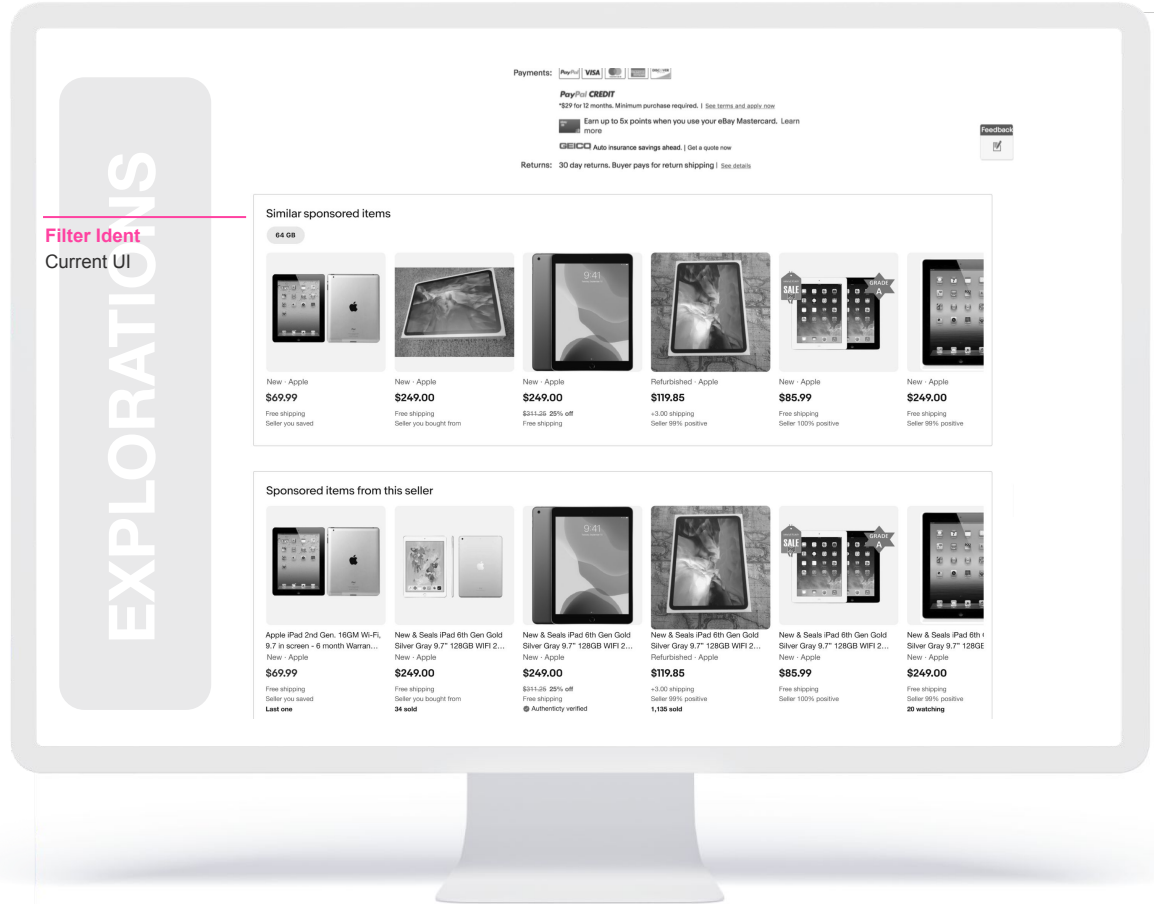 Payments: PayPal VISA
PayPal CREDIT
*$29 for 12 months. Minimum purchase required. | See terms and apply now
Earn up to 5x points when you use your eBay Mastercard. Learn
more
GEICO Auto insurance savings ahead. | Get a quote now
Returns: 30 day returns. Buyer pays for return shipping | See details
Feedback
EXPLORATIONS
Filter Ident
Current UI
Similar sponsored items
64 GB
9:41
SALE
GRADE
A
New · Apple
$69.99
Free shipping
Seller you saved
New · Apple
$249.00
Free shipping
Seller you bought from
New · Apple
$249.00
$311.25 25% off
Free shipping
Refurbished · Apple
$119.85
+3.00 shipping
Seller 99% positive
New · Apple
$85.99
Free shipping
Seller 100% positive
New · Apple
$249.00
Free shipping
Seller 99% positive
Sponsored items from this seller
9:41
SALE
GRADE
A
Apple iPad 2nd Gen. 16GM Wi-Fi,
9.7 in screen - 6 month Warran...
New · Apple
$69.99
Free shipping
Seller you saved
Last one
New & Seals iPad 6th Gen Gold
Silver Gray 9.7" 128GB WIFI 2...
New · Apple
$249.00
Free shipping
Seller you bought from
34 sold
New & Seals iPad 6th Gen Gold
Silver Gray 9.7" 128GB WIFI 2...
New · Apple
$249.00
$311.25 25% off
Free shipping
Authenticty verified
New & Seals iPad 6th Gen Gold
Silver Gray 9.7" 128GB WIFI 2...
Refurbished · Apple
$119.85
+3.00 shipping
Seller 99% positive
1,135 sold
New & Seals iPad 6th Gen Gold
Silver Gray 9.7" 128GB WIFI 2...
New · Apple
$85.99
Free shipping
Seller 100% positive
New & Seals iPad 6th
Silver Gray 9.7" 128GB
New · Apple
$249.00
Free shipping
Seller 99% positive
20 watching